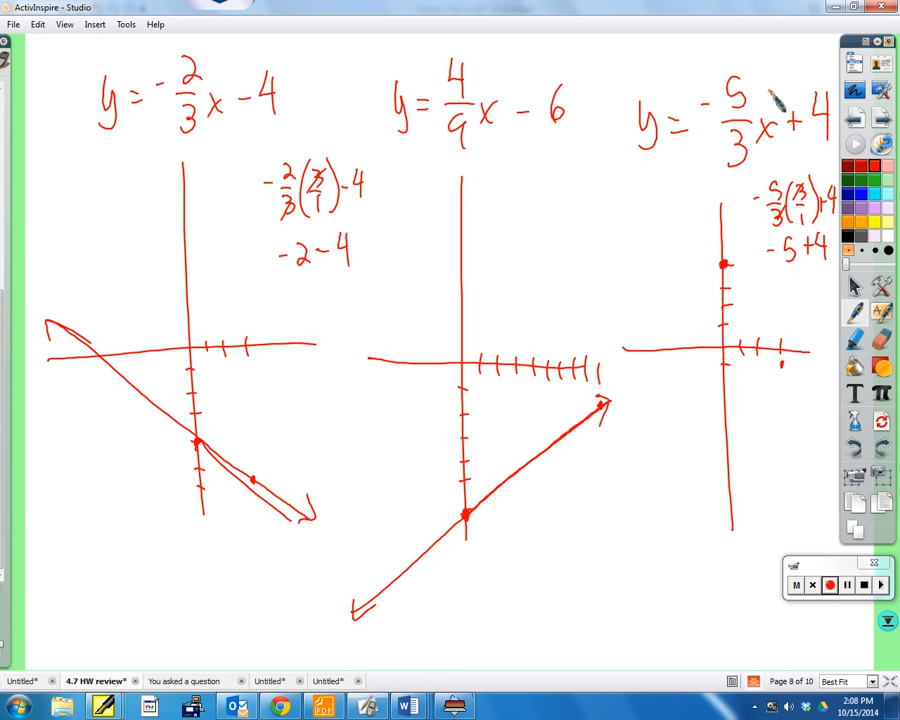 ActivInspire - Studio
File Edit View Insert Tools Help
y = -2/3 x - 4
-2/3 (3/1) - 4
-2 - 4
y = 4/9 x - 6
y = -5/3 x + 4
-5/3 (3/1) + 4
-5 + 4
M
Untitled* 4.7 HW review* You asked a question Untitled* Untitled* Page 8 of 10 Best Fit
2:08 PM
10/15/2014